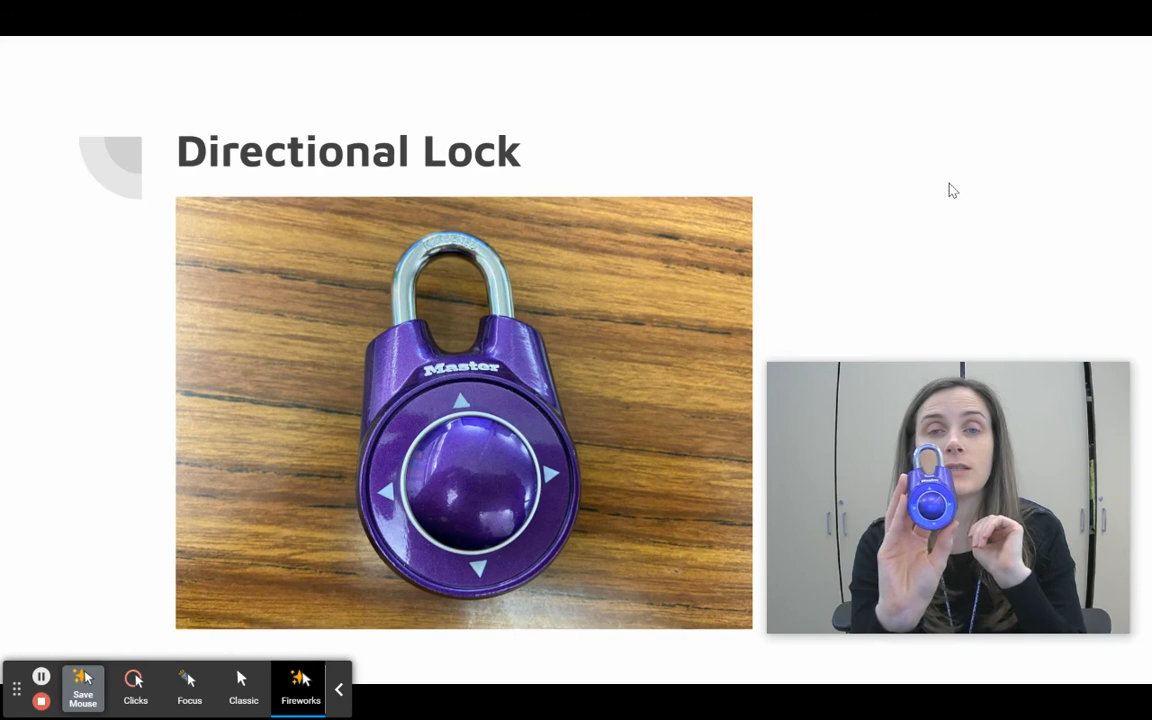 Directional Lock
Master
Save
Mouse
Clicks
Focus
Classic
Fireworks